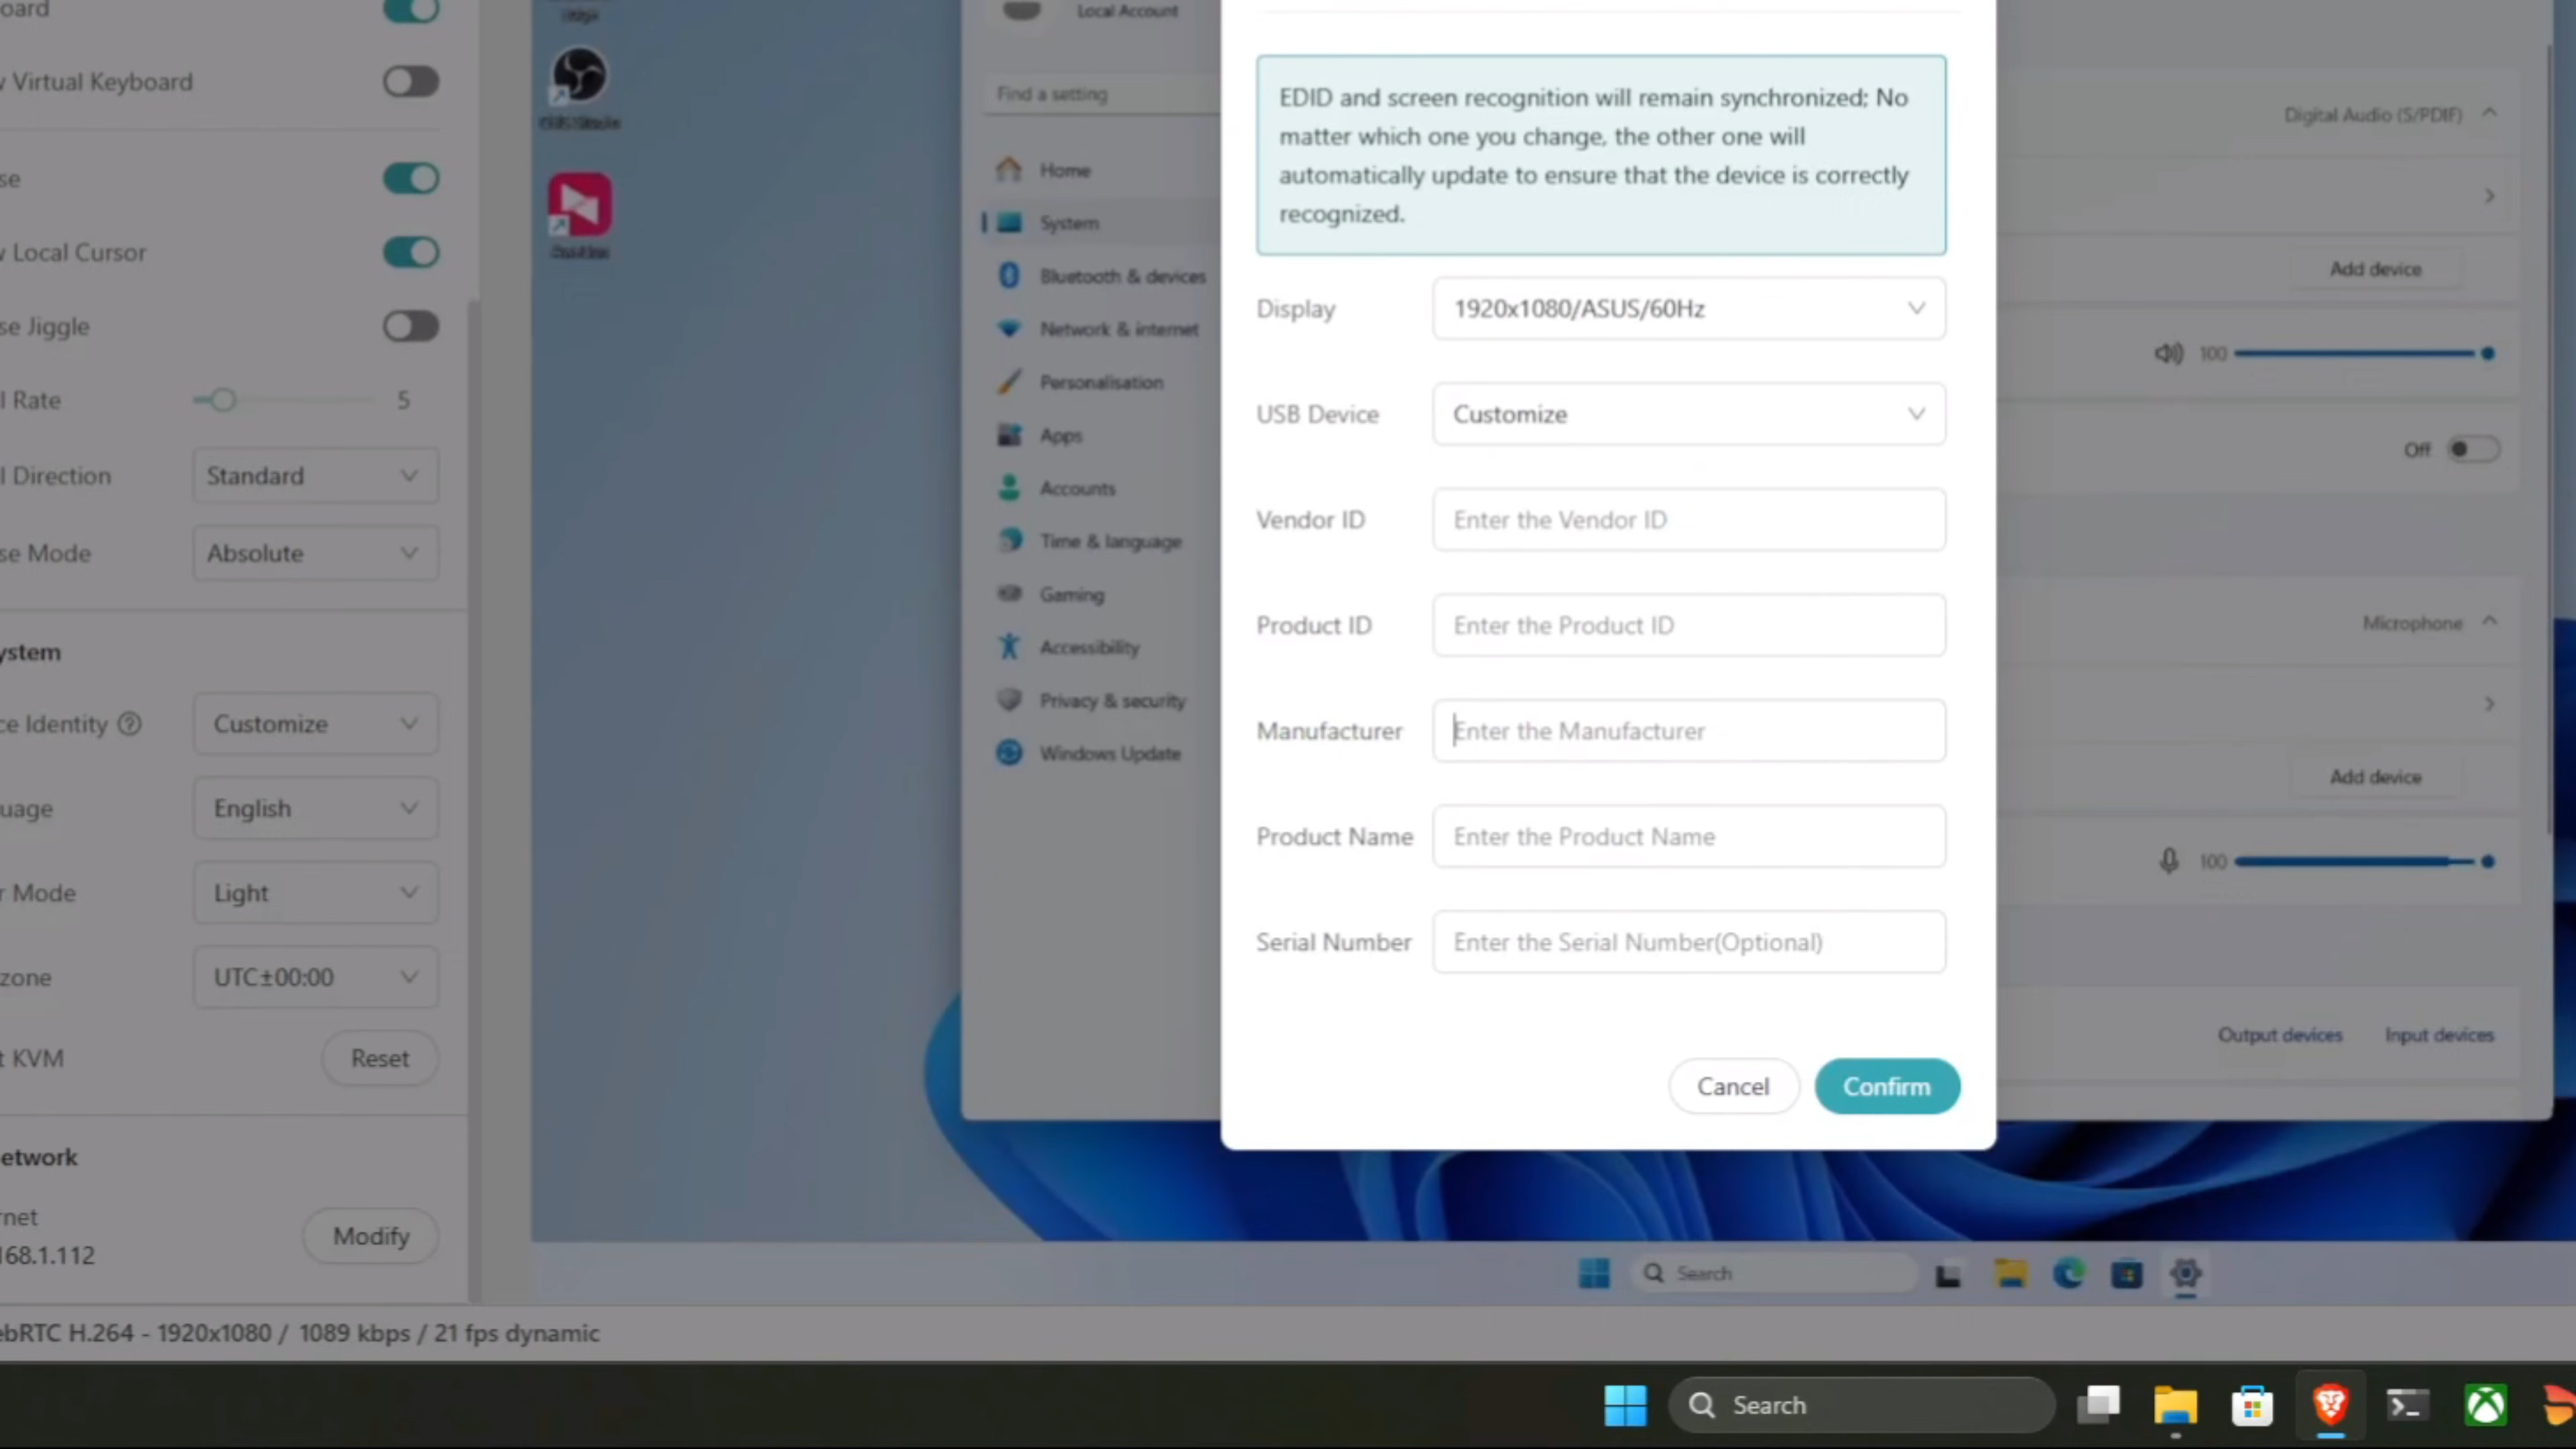 oard
Virtual Keyboard
se
Local Cursor
se Jiggle
l Rate
5
l Direction
Standard
se Mode
Absolute
ystem
ce Identity
Customize
uage
English
r Mode
Light
zone
UTC±00:00
t KVM
Reset
etwork
rnet
168.1.112
Modify
ebRTC H.264 - 1920x1080 / 1089 kbps / 21 fps dynamic
Local Account
Find a setting
Home
System
Bluetooth & devices
Network & internet
Personalisation
Apps
Accounts
Time & language
Gaming
Accessibility
Privacy & security
Windows Update
EDID and screen recognition will remain synchronized; No
matter which one you change, the other one will
automatically update to ensure that the device is correctly
recognized.
Display
1920x1080/ASUS/60Hz
USB Device
Customize
Vendor ID
Enter the Vendor ID
Product ID
Enter the Product ID
Manufacturer
Enter the Manufacturer
Product Name
Enter the Product Name
Serial Number
Enter the Serial Number(Optional)
Cancel
Confirm
Digital Audio (S/PDIF)
Add device
100
Off
Microphone
Add device
100
Output devices
Input devices
Search
Search